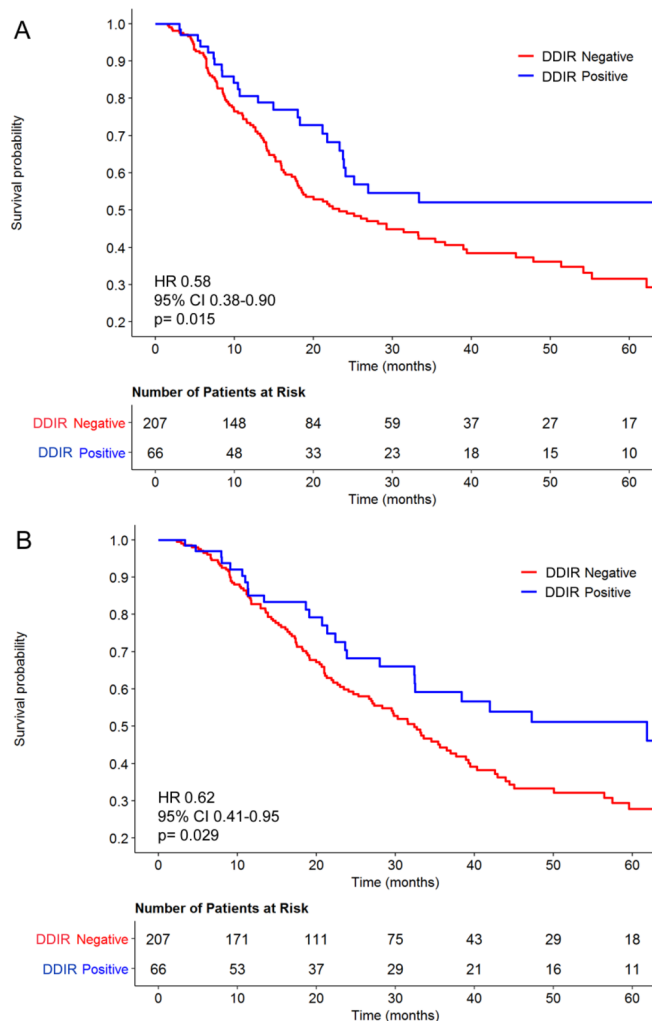 A
1.0
0.9
0.8
0.7
0.6
0.5
0.4
0.3
0.2
Survival probability
DDIR Negative
DDIR Positive
HR 0.58
95% CI 0.38-0.90
p= 0.015
0 10 20 30 40 50 60
Time (months)
Number of Patients at Risk
DDIR Negative 207 148 84 59 37 27 17
DDIR Positive 66 48 33 23 18 15 10
0 10 20 30 40 50 60
Time (months)
B
1.0
0.9
0.8
0.7
0.6
0.5
0.4
0.3
0.2
Survival probability
DDIR Negative
DDIR Positive
HR 0.62
95% CI 0.41-0.95
p= 0.029
0 10 20 30 40 50 60
Time (months)
Number of Patients at Risk
DDIR Negative 207 171 111 75 43 29 18
DDIR Positive 66 53 37 29 21 16 11
0 10 20 30 40 50 60
Time (months)